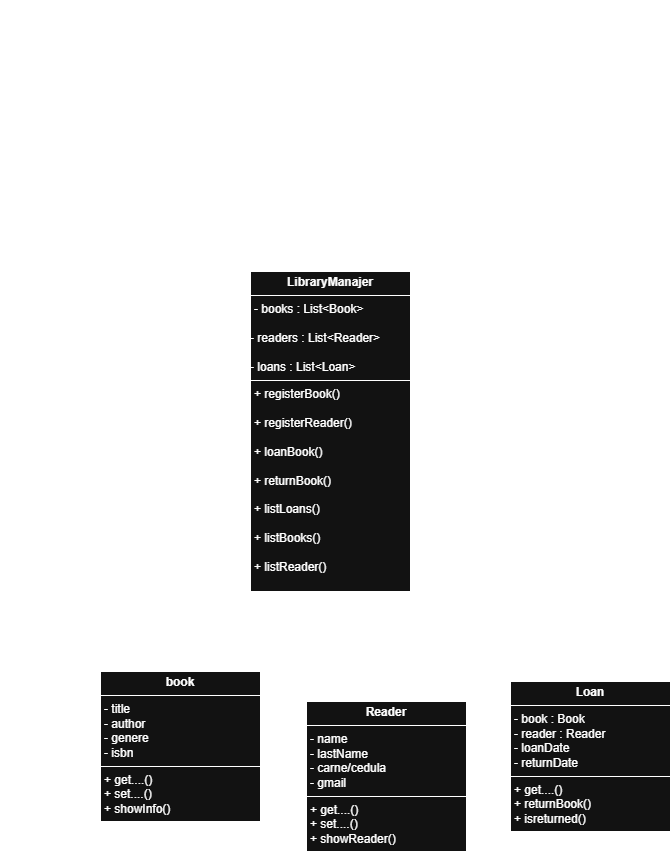 LibraryManajer
- books : List<Book>
- readers : List<Reader>
- loans : List<Loan>
+ registerBook()
+ registerReader()
+ loanBook()
+ returnBook()
+ listLoans()
+ listBooks()
+ listReader()
book
- title
- author
- genere
- isbn
+ get....()
+ set....()
+ showInfo()
Reader
- name
- lastName
- carne/cedula
- gmail
+ get....()
+ set....()
+ showReader()
Loan
- book : Book
- reader : Reader
- loanDate
- returnDate
+ get....()
+ returnBook()
+ isreturned()